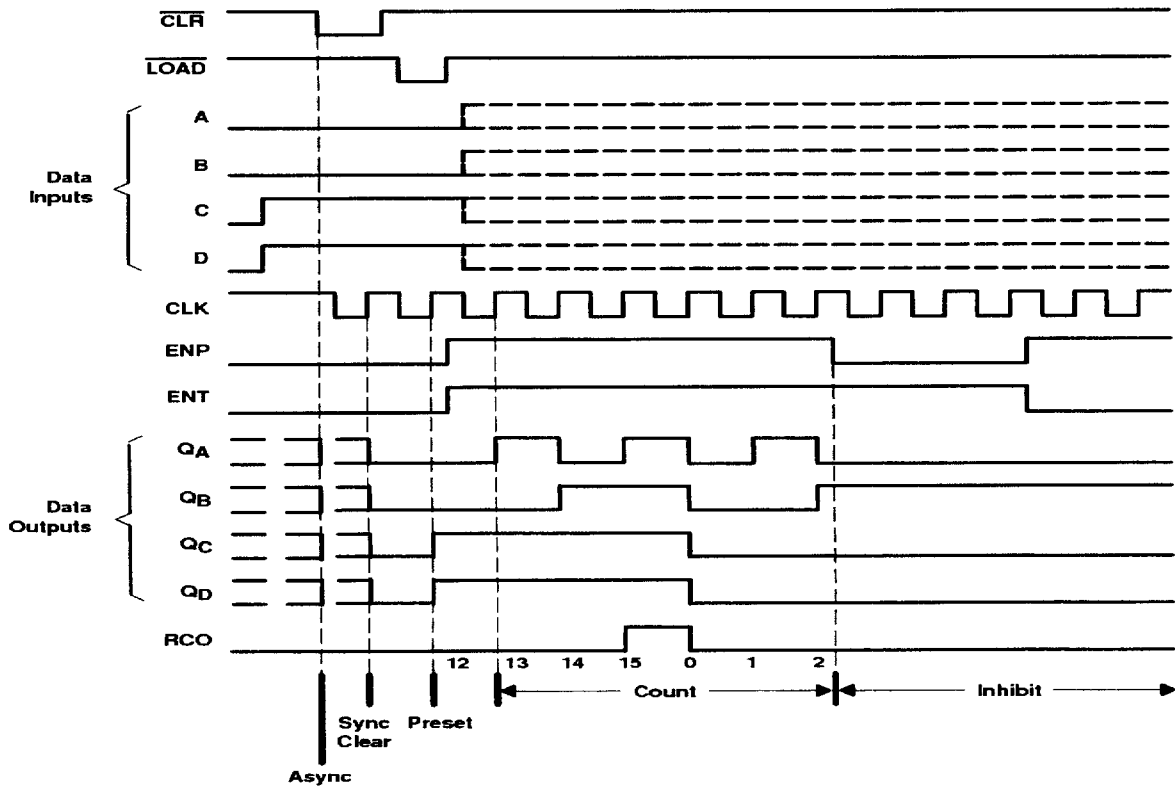 CLR
LOAD
A
B
Data
Inputs
C
D
CLK
ENP
ENT
QA
QB
Data
Outputs
QC
QD
RCO
12 13 14 15 0 1 2
Count Inhibit
Sync
Clear
Preset
Async